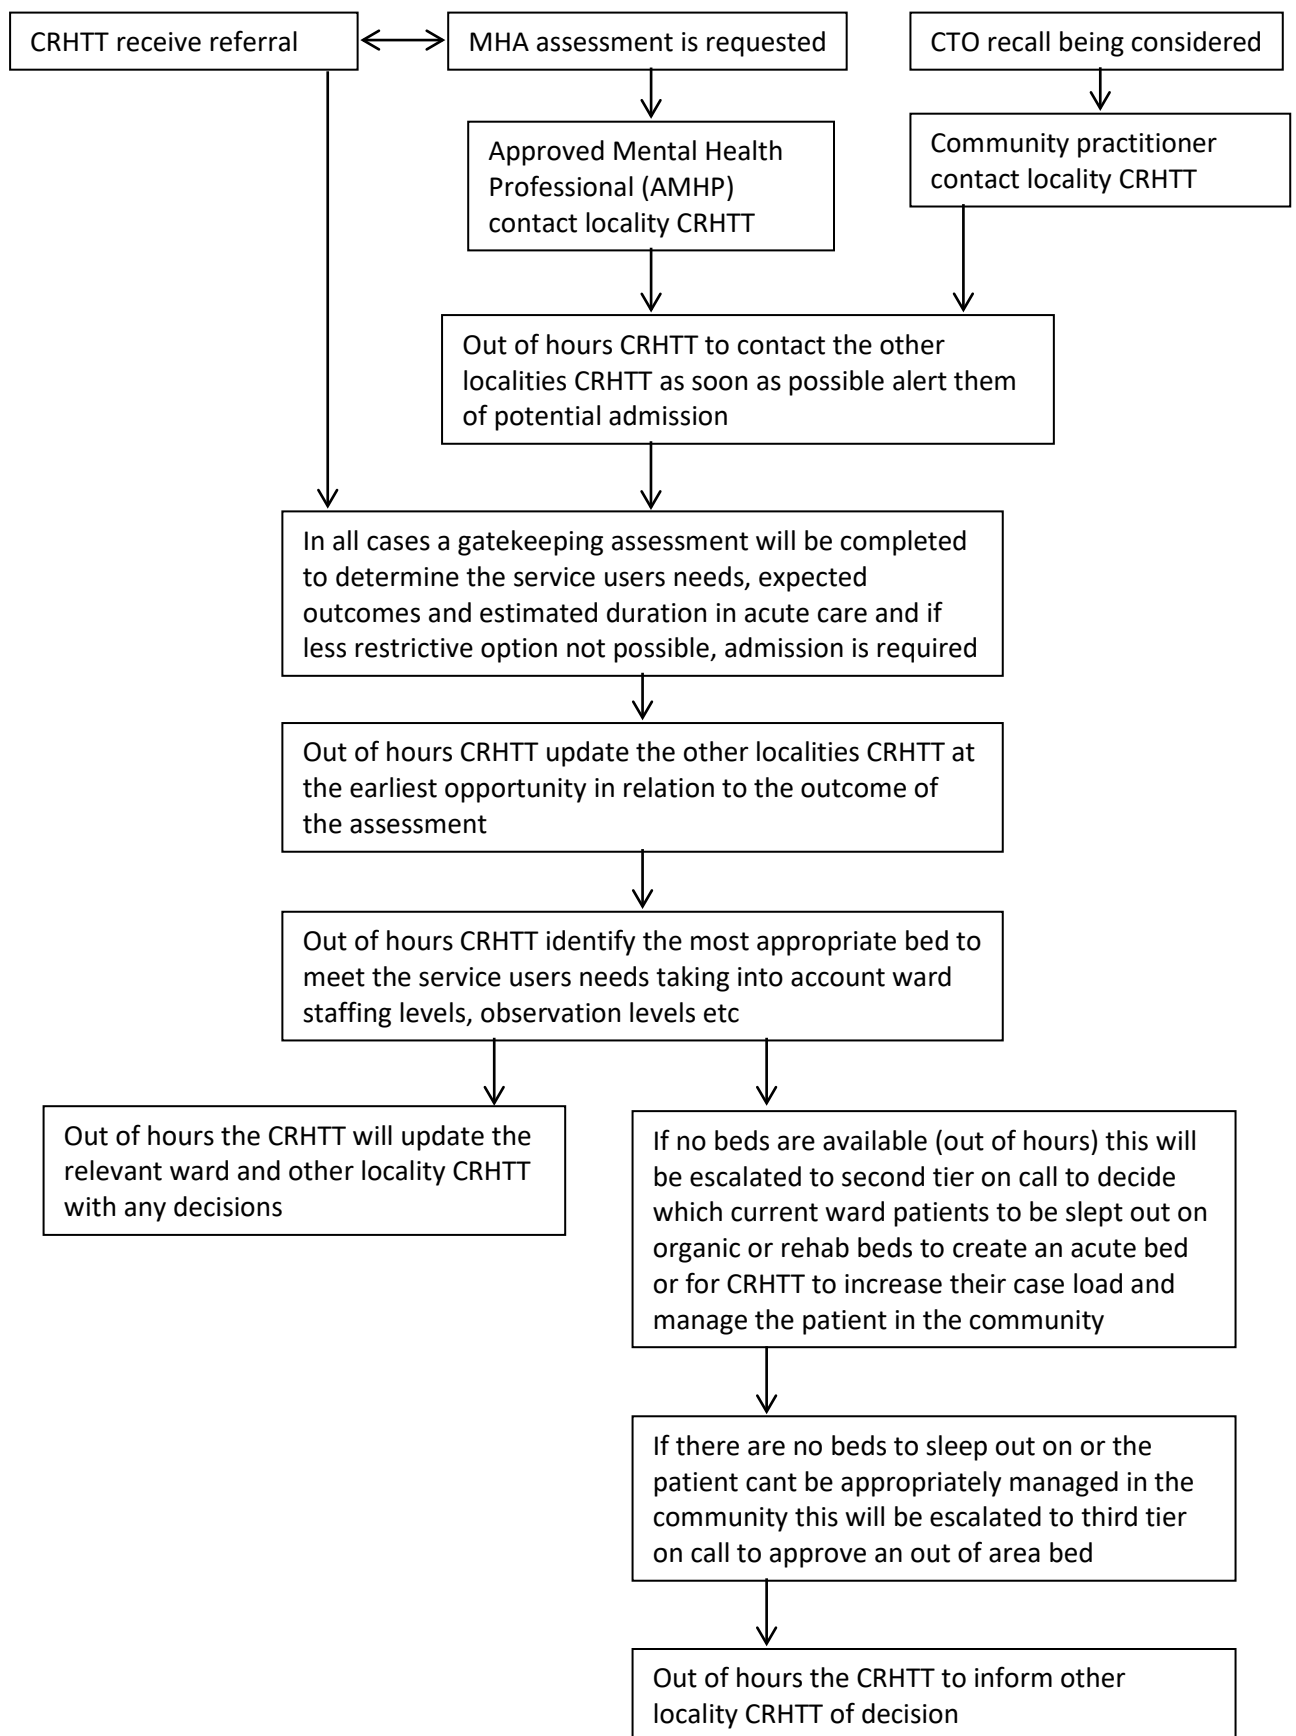 CRHTT receive referral
MHA assessment is requested
CTO recall being considered
Approved Mental Health
Professional (AMHP)
contact locality CRHTT
Community practitioner
contact locality CRHTT
Out of hours CRHTT to contact the other
localities CRHTT as soon as possible alert them
of potential admission
In all cases a gatekeeping assessment will be completed
to determine the service users needs, expected
outcomes and estimated duration in acute care and if
less restrictive option not possible, admission is required
Out of hours CRHTT update the other localities CRHTT at
the earliest opportunity in relation to the outcome of
the assessment
Out of hours CRHTT identify the most appropriate bed to
meet the service users needs taking into account ward
staffing levels, observation levels etc
Out of hours the CRHTT will update the
relevant ward and other locality CRHTT
with any decisions
If no beds are available (out of hours) this will
be escalated to second tier on call to decide
which current ward patients to be slept out on
organic or rehab beds to create an acute bed
or for CRHTT to increase their case load and
manage the patient in the community
If there are no beds to sleep out on or the
patient cant be appropriately managed in the
community this will be escalated to third tier
on call to approve an out of area bed
Out of hours the CRHTT to inform other
locality CRHTT of decision